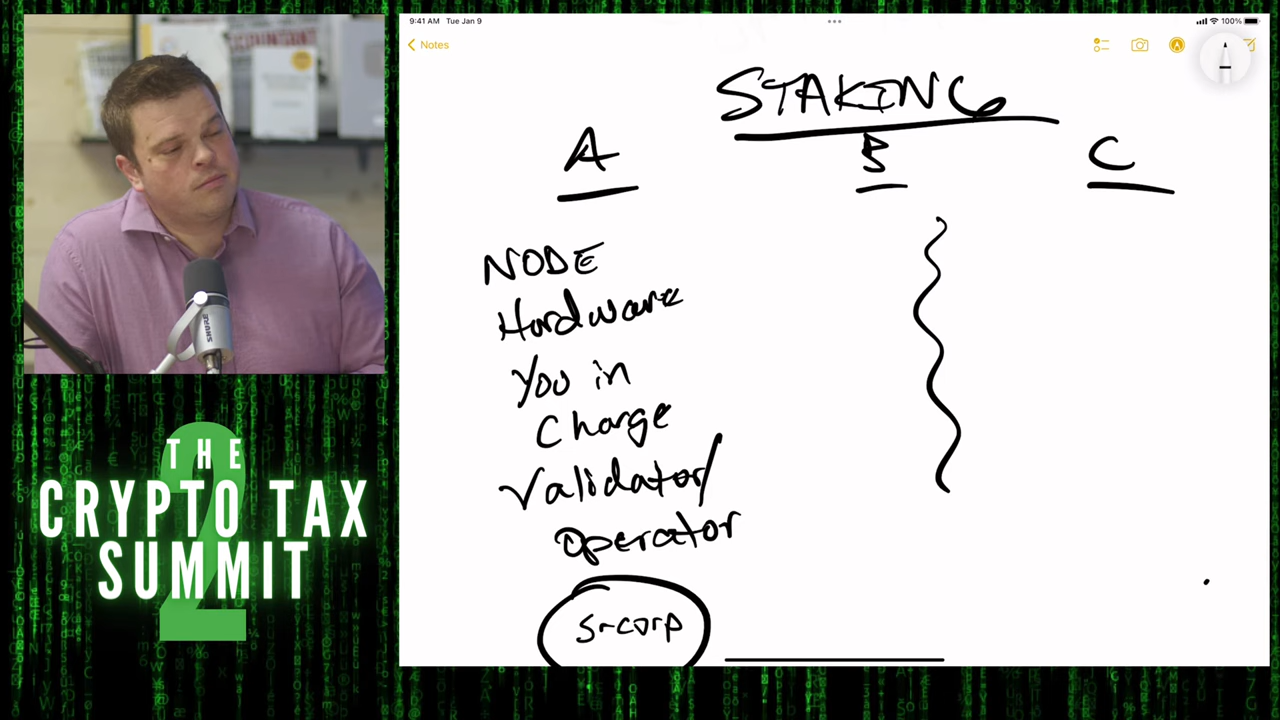 9:41 AM Tue Jan 9
100%
Notes
STAKING
A
B
C
NODE
Hardware
You in
Charge
Validator/
operator
S-corp
SHURE
THE
2
CRYPTO TAX
SUMMIT